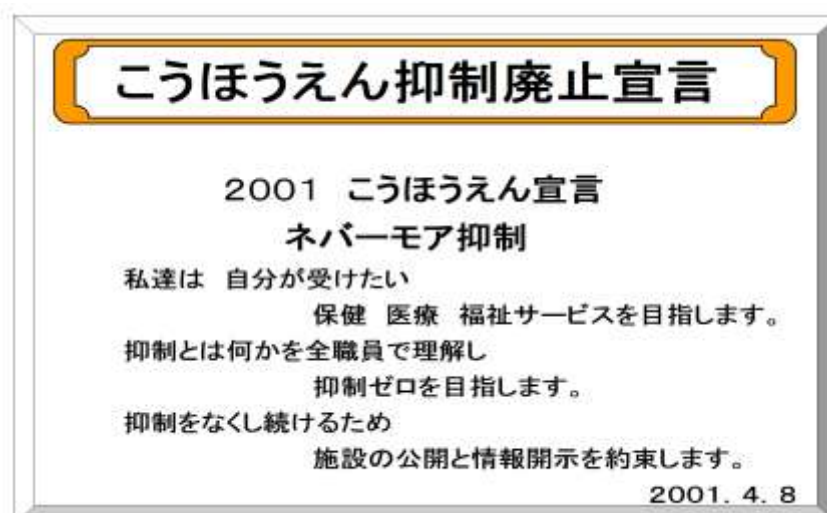 こうほうえん抑制廃止宣言
２００１　こうほうえん宣言
ネバーモア抑制
私達は　自分が受けたい
保健　医療　福祉サービスを目指します。
抑制とは何かを全職員で理解し
抑制ゼロを目指します。
抑制をなくし続けるため
施設の公開と情報開示を約束します。
２００１．４．８